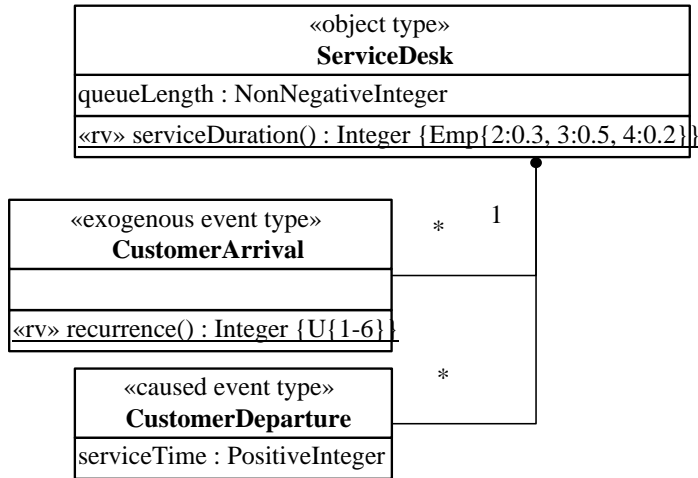 «object type»
ServiceDesk
queueLength : NonNegativeInteger
«rv» serviceDuration() : Integer {Emp{2:0.3, 3:0.5, 4:0.2}}
«exogenous event type»
CustomerArrival
* 1
«rv» recurrence() : Integer {U{1-6}}
«caused event type»
CustomerDeparture
*
serviceTime : PositiveInteger